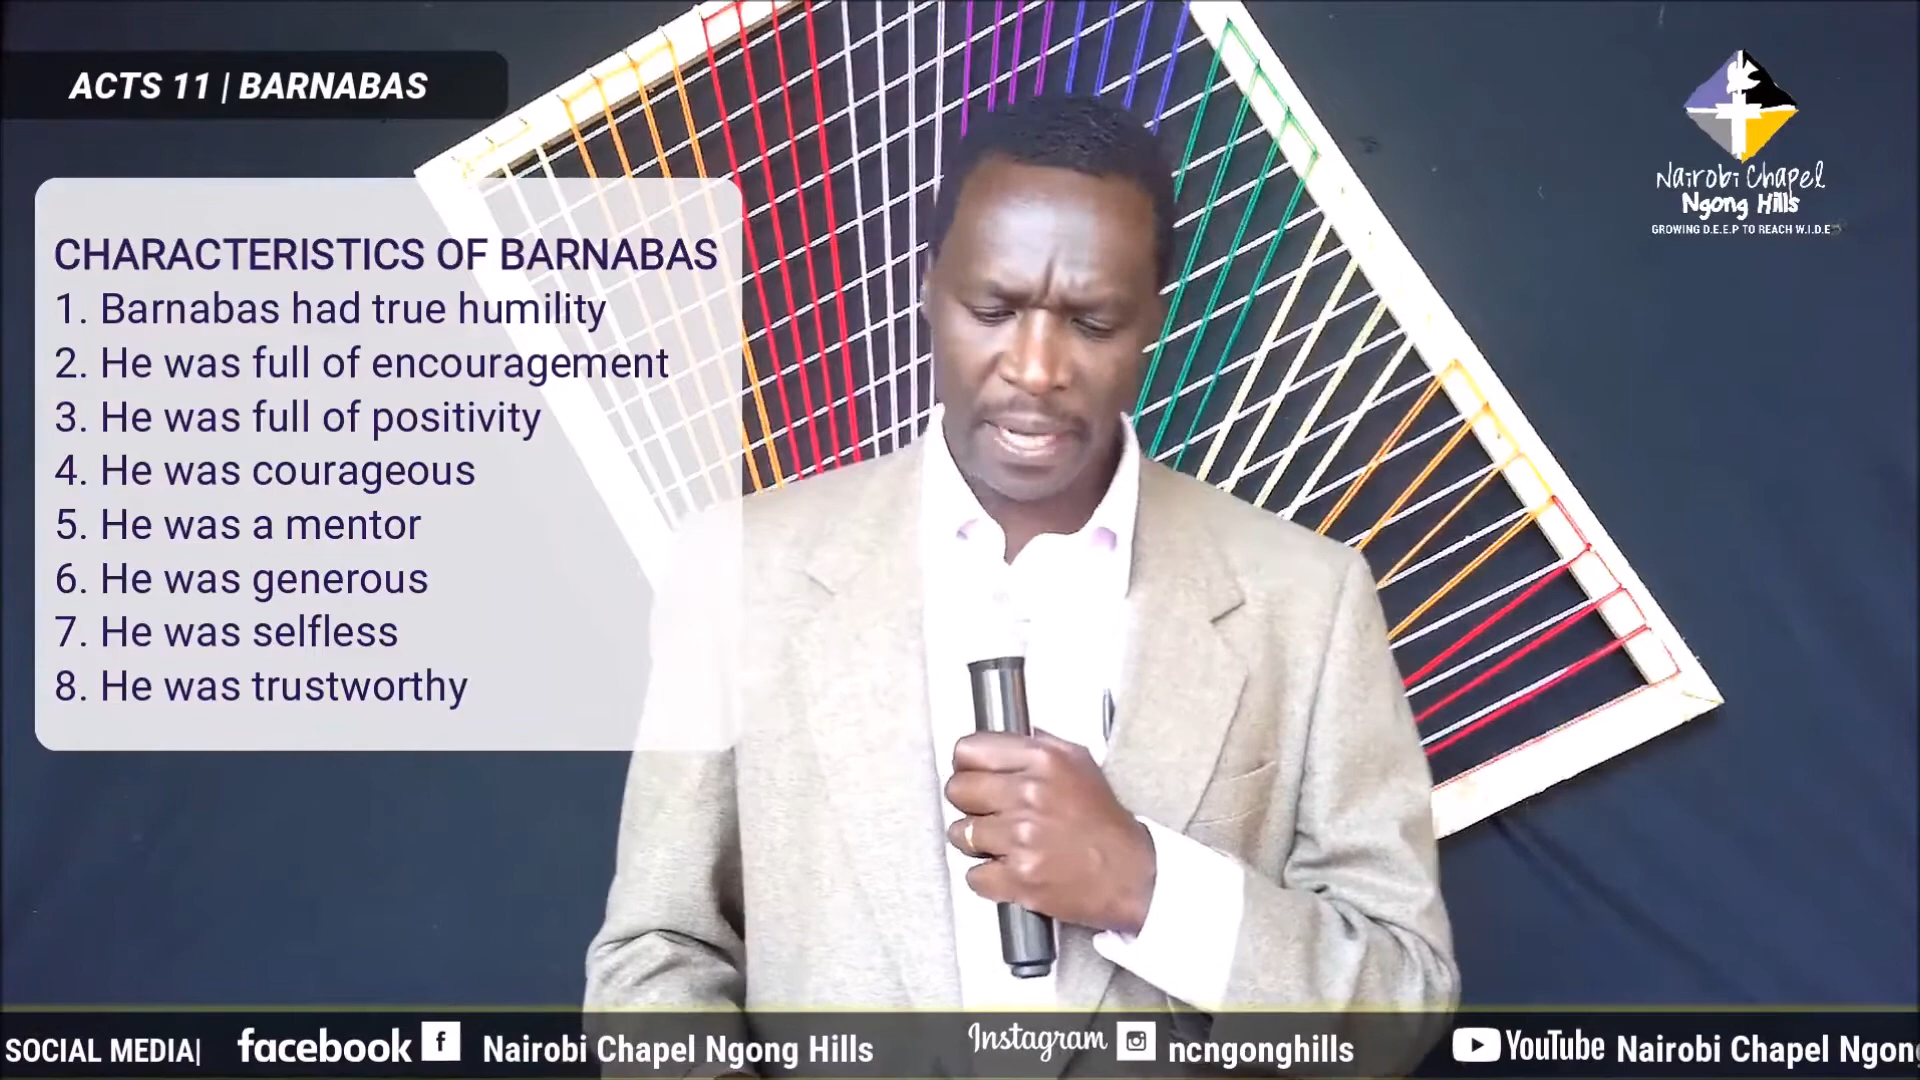 ACTS 11 | BARNABAS
Nairobi Chapel
Ngong Hills
GROWING D.E.E.P TO REACH W.I.D.E
CHARACTERISTICS OF BARNABAS
1. Barnabas had true humility
2. He was full of encouragement
3. He was full of positivity
4. He was courageous
5. He was a mentor
6. He was generous
7. He was selfless
8. He was trustworthy
SOCIAL MEDIA| facebook f Nairobi Chapel Ngong Hills Instagram ncngonghills YouTube Nairobi Chapel Ngong